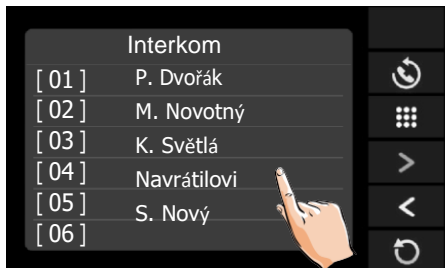 Interkom
[ 01 ] P. Dvořák
[ 02 ] M. Novotný
[ 03 ] K. Světlá
[ 04 ] Navrátilovi
[ 05 ] S. Nový
[ 06 ]